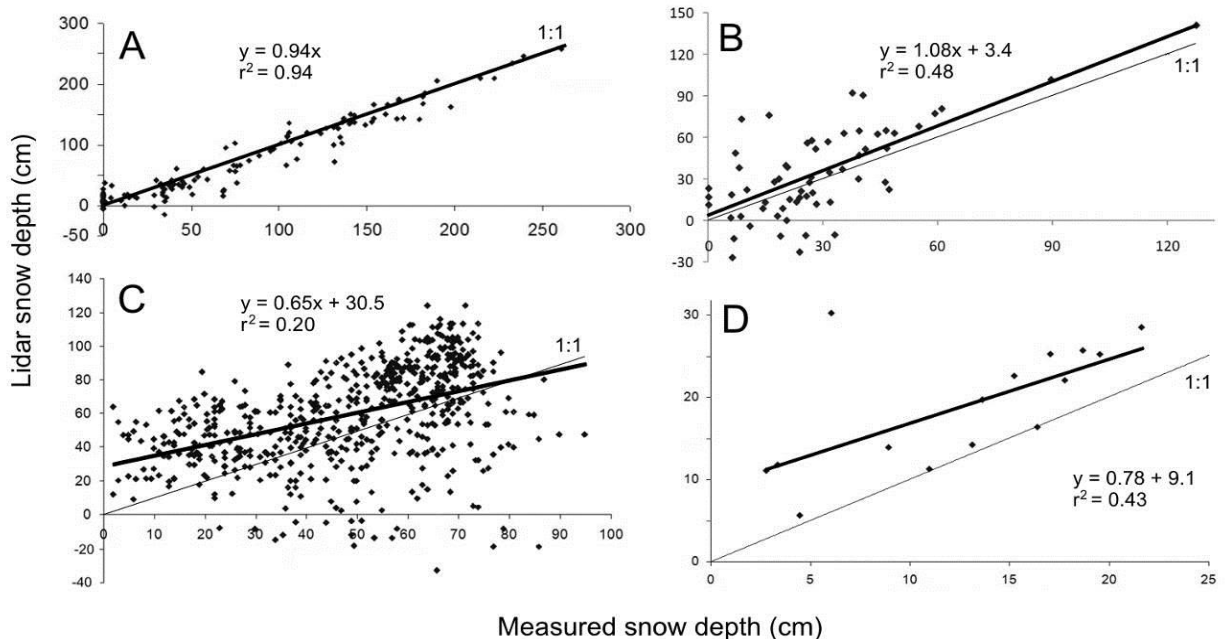 Lidar snow depth (cm)
A
y = 0.94x
r² = 0.94
1:1
300
200
100
0
-50
0 50 100 150 200 250 300
B
y = 1.08x + 3.4
r² = 0.48
1:1
150
120
90
60
30
0
-30
0 30 60 90 120
C
y = 0.65x + 30.5
r² = 0.20
1:1
140
120
100
80
60
40
20
0
-20
-40
0 10 20 30 40 50 60 70 80 90 100
D
1:1
y = 0.78 + 9.1
r² = 0.43
30
20
10
0
0 5 10 15 20 25
Measured snow depth (cm)